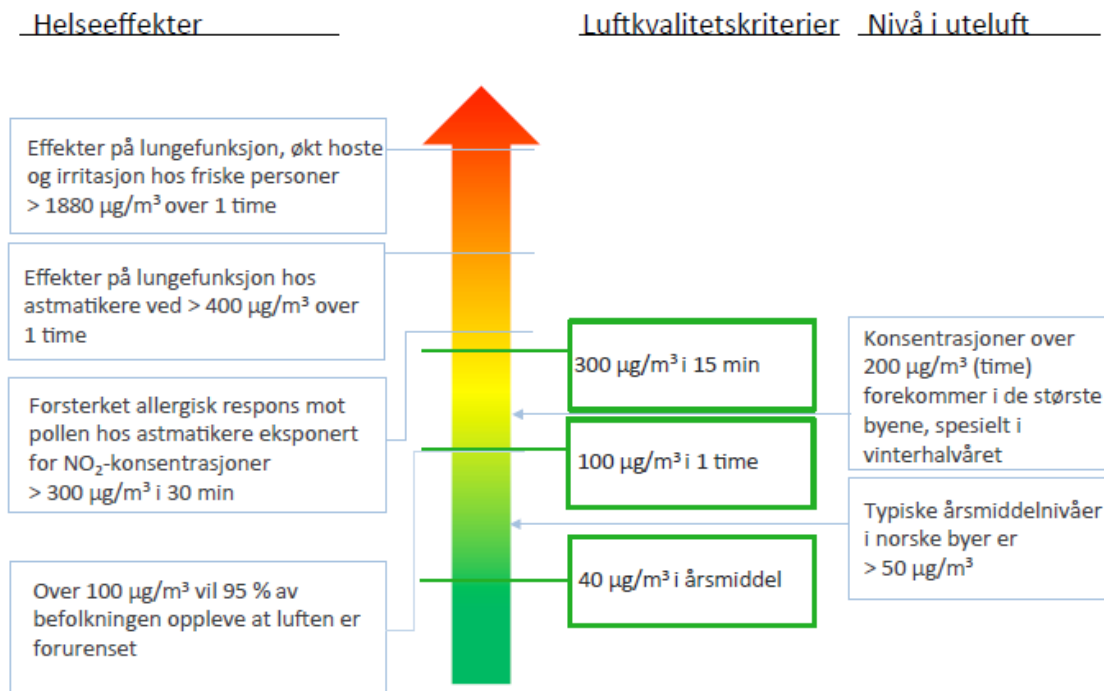 Helseeffekter
Luftkvalitetskriterier
Nivå i uteluft
Effekter på lungefunksjon, økt hoste
og irritasjon hos friske personer
> 1880 µg/m³ over 1 time
Effekter på lungefunksjon hos
astmatikere ved > 400 µg/m³ over
1 time
Forsterket allergisk respons mot
pollen hos astmatikere eksponert
for NO₂-konsentrasjoner
> 300 µg/m³ i 30 min
Over 100 µg/m³ vil 95 % av
befolkningen oppleve at luften er
forurenset
300 µg/m³ i 15 min
100 µg/m³ i 1 time
40 µg/m³ i årsmiddel
Konsentrasjoner over
200 µg/m³ (time)
forekommer i de største
byene, spesielt i
vinterhalvåret
Typiske årsmiddelnivåer
i norske byer er
> 50 µg/m³